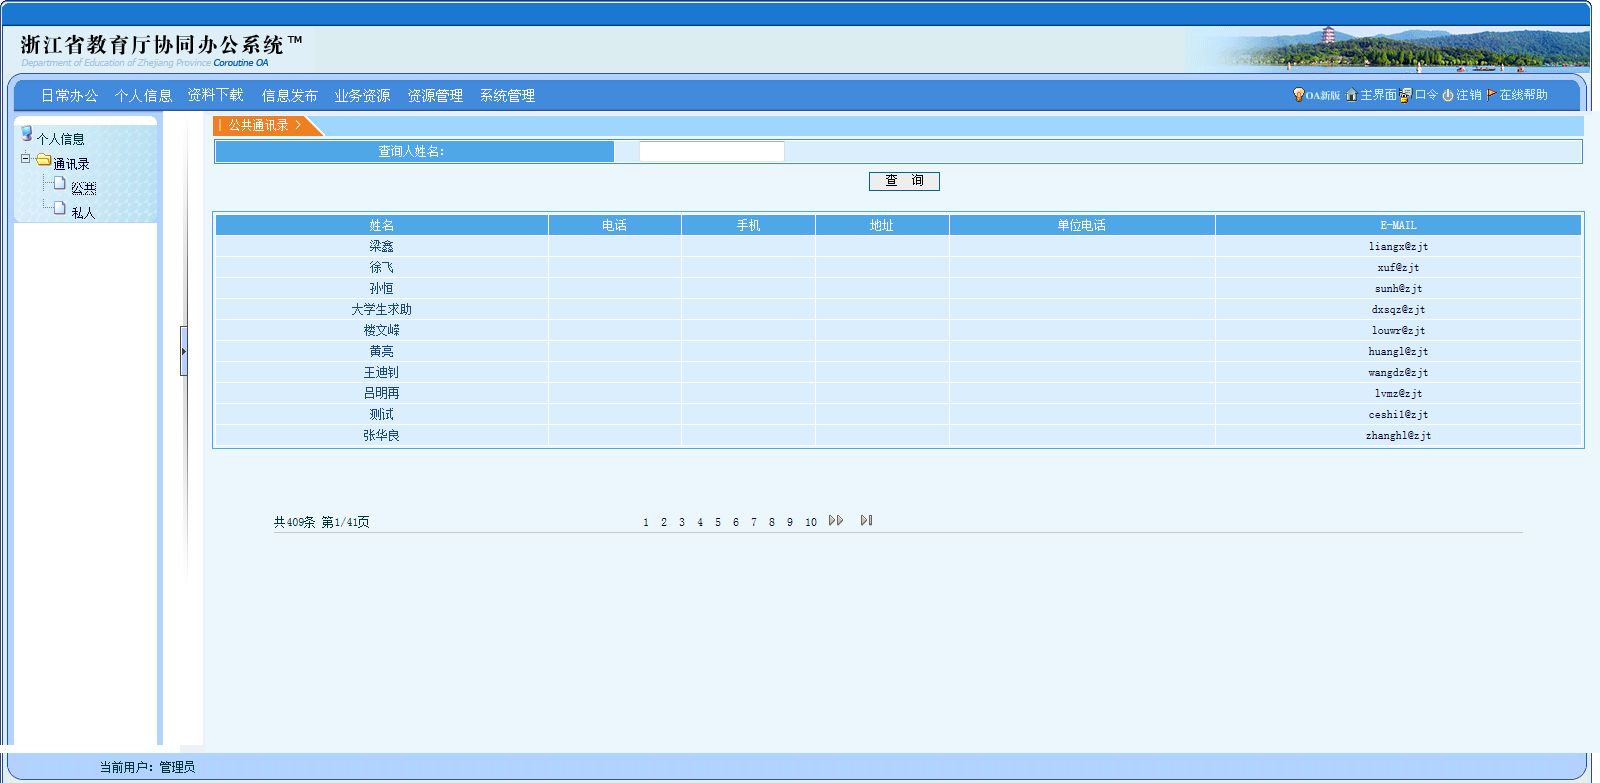 浙江省教育厅协同办公系统™
Department of Education of Zhejiang Province Coroutine OA
日常办公 个人信息 资料下载 信息发布 业务资源 资源管理 系统管理
OA新版 主界面 口令 注销 在线帮助
个人信息
通讯录
公共
私人
公共通讯录
查询人姓名：
查 询
姓名 电话 手机 地址 单位电话 E-MAIL
梁鑫 liangx@zjt
徐飞 xuf@zjt
孙恒 sunh@zjt
大学生求助 dxsqz@zjt
楼文嵘 louwr@zjt
黄亮 huangl@zjt
王迪钊 wangdz@zjt
吕明再 lvmz@zjt
测试 ceshi1@zjt
张华良 zhanghl@zjt
共409条 第1/41页 1 2 3 4 5 6 7 8 9 10
当前用户：管理员